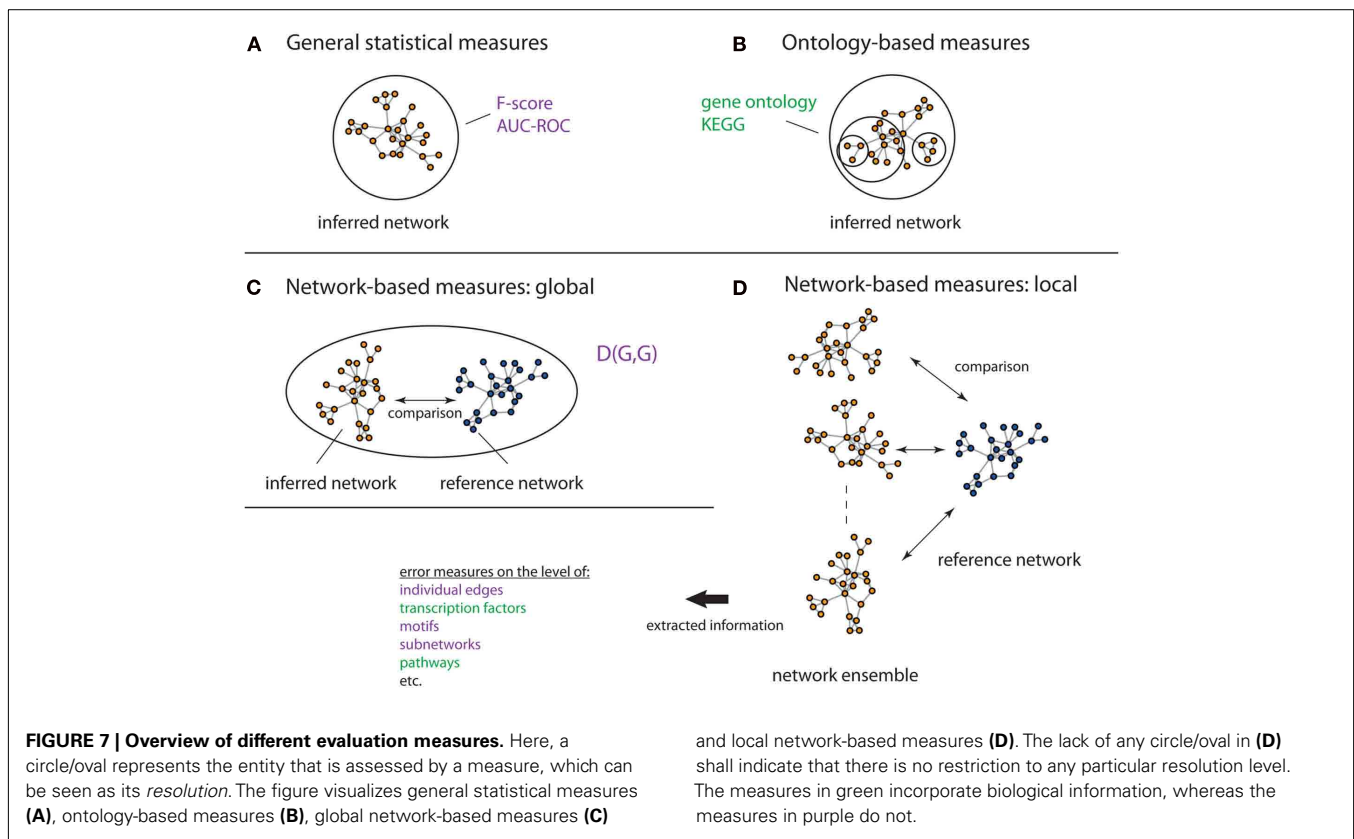 A General statistical measures
F-score
AUC-ROC
inferred network
B Ontology-based measures
gene ontology
KEGG
inferred network
C Network-based measures: global
D(G,G)
comparison
inferred network
reference network
D Network-based measures: local
comparison
reference network
error measures on the level of:
individual edges
transcription factors
motifs
subnetworks
pathways
etc.
extracted information
network ensemble
FIGURE 7 | Overview of different evaluation measures. Here, a
circle/oval represents the entity that is assessed by a measure, which can
be seen as its resolution. The figure visualizes general statistical measures
(A), ontology-based measures (B), global network-based measures (C)
and local network-based measures (D). The lack of any circle/oval in (D)
shall indicate that there is no restriction to any particular resolution level.
The measures in green incorporate biological information, whereas the
measures in purple do not.